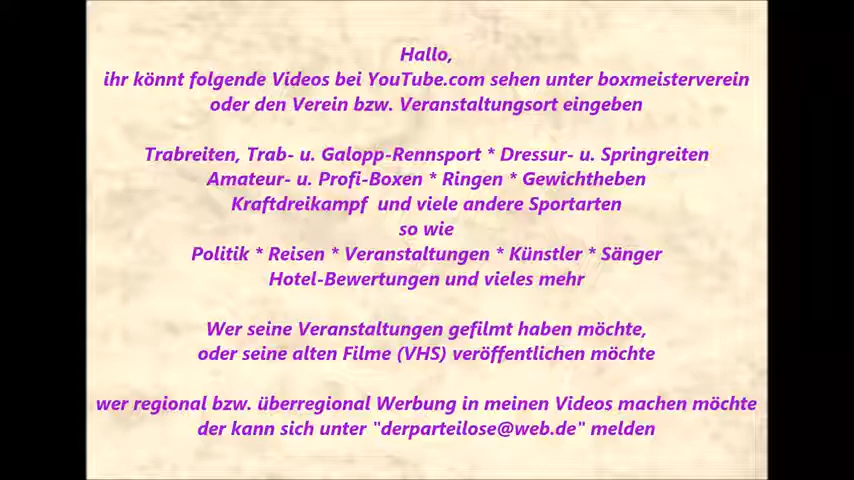 Hallo,
ihr könnt folgende Videos bei YouTube.com sehen unter boxmeisterverein
oder den Verein bzw. Veranstaltungsort eingeben
Trabreiten, Trab- u. Galopp-Rennsport * Dressur- u. Springreiten
Amateur- u. Profi-Boxen * Ringen * Gewichtheben
Kraftdreikampf und viele andere Sportarten
so wie
Politik * Reisen * Veranstaltungen * Künstler * Sänger
Hotel-Bewertungen und vieles mehr
Wer seine Veranstaltungen gefilmt haben möchte,
oder seine alten Filme (VHS) veröffentlichen möchte
wer regional bzw. überregional Werbung in meinen Videos machen möchte
der kann sich unter "derparteilose@web.de" melden